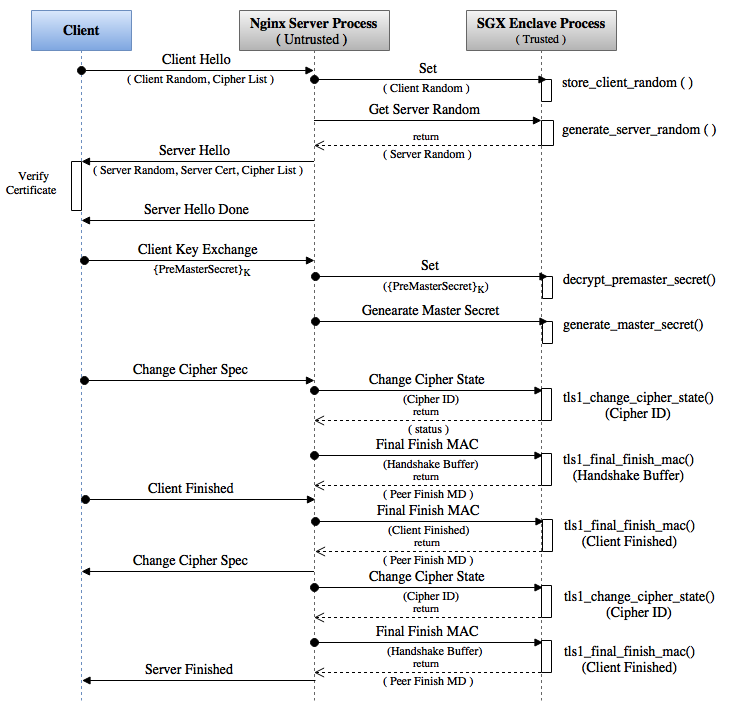 Client
Nginx Server Process
( Untrusted )
SGX Enclave Process
( Trusted )
Client Hello
( Client Random, Cipher List )
Set
( Client Random )
store_client_random ( )
Get Server Random
generate_server_random ( )
return
( Server Random )
Server Hello
( Server Random, Server Cert, Cipher List )
Verify
Certificate
Server Hello Done
Client Key Exchange
{PreMasterSecret}K
Set
({PreMasterSecret}K)
decrypt_premaster_secret()
Genearate Master Secret
generate_master_secret()
Change Cipher Spec
Change Cipher State
(Cipher ID)
tls1_change_cipher_state()
(Cipher ID)
return
( status )
Final Finish MAC
(Handshake Buffer)
tls1_final_finish_mac()
(Handshake Buffer)
return
( Peer Finish MD )
Client Finished
Final Finish MAC
(Client Finished)
tls1_final_finish_mac()
(Client Finished)
return
( Peer Finish MD )
Change Cipher Spec
Change Cipher State
(Cipher ID)
tls1_change_cipher_state()
(Cipher ID)
return
Final Finish MAC
(Handshake Buffer)
tls1_final_finish_mac()
(Client Finished)
return
( Peer Finish MD )
Server Finished